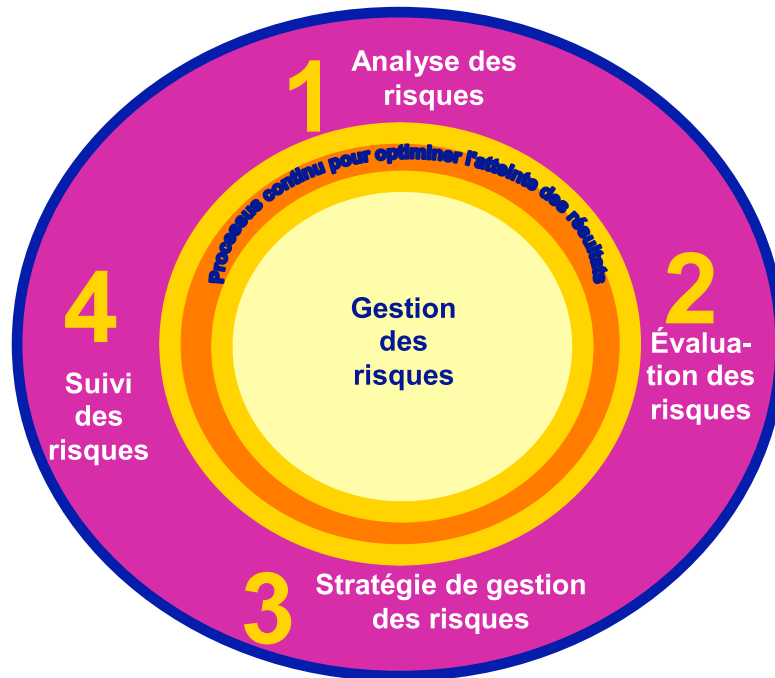 1
Analyse des
risques
Processus continu pour optiminer l'atteinte des résultats
2
Évalua-
tion des
risques
Gestion
des
risques
4
Suivi
des
risques
3
Stratégie de gestion
des risques